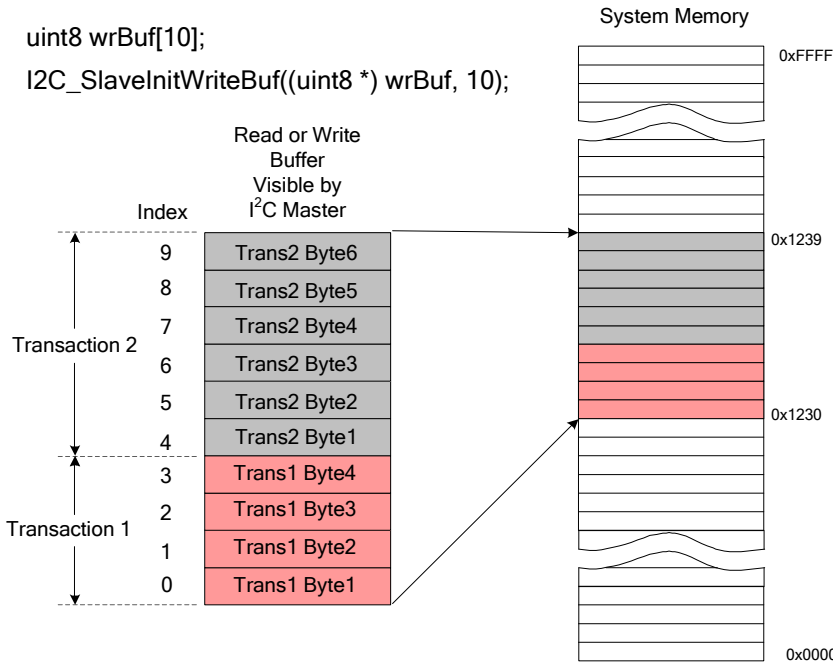 uint8 wrBuf[10];
I2C_SlaveInitWriteBuf((uint8 *) wrBuf, 10);
System Memory
0xFFFF
Read or Write
Buffer
Visible by
I²C Master
Index
9 Trans2 Byte6
8 Trans2 Byte5
7 Trans2 Byte4
6 Trans2 Byte3
5 Trans2 Byte2
4 Trans2 Byte1
3 Trans1 Byte4
2 Trans1 Byte3
1 Trans1 Byte2
0 Trans1 Byte1
Transaction 2
Transaction 1
0x1239
0x1230
0x0000